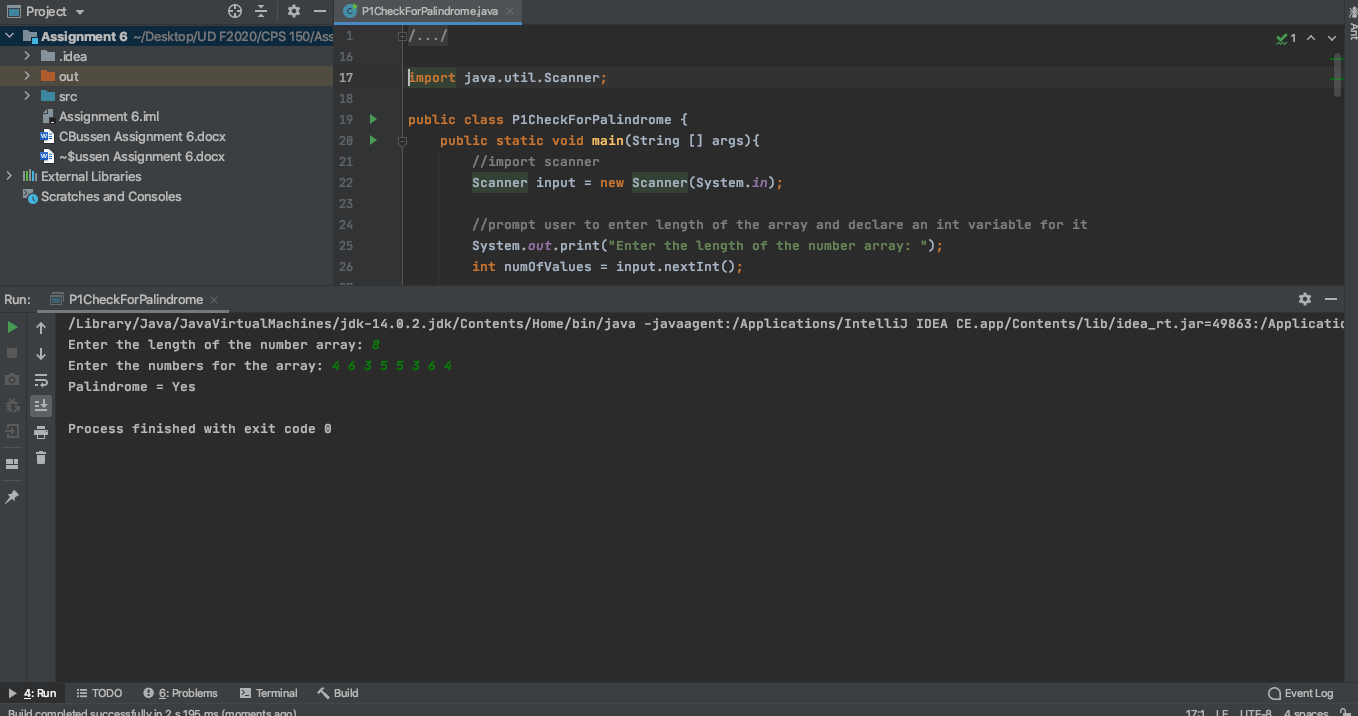 Project
P1CheckForPalindrome.java
Assignment 6 ~/Desktop/UD F2020/CPS 150/Ass
.idea
out
src
Assignment 6.iml
CBussen Assignment 6.docx
~$ussen Assignment 6.docx
External Libraries
Scratches and Consoles
1 /.../
16
17 import java.util.Scanner;
18
19 public class P1CheckForPalindrome {
20 public static void main(String [] args){
21 //import scanner
22 Scanner input = new Scanner(System.in);
23
24 //prompt user to enter length of the array and declare an int variable for it
25 System.out.print("Enter the length of the number array: ");
26 int numOfValues = input.nextInt();
1
Ant
Run: P1CheckForPalindrome
/Library/Java/JavaVirtualMachines/jdk-14.0.2.jdk/Contents/Home/bin/java -javaagent:/Applications/IntelliJ IDEA CE.app/Contents/lib/idea_rt.jar=49863:/Applicatio
Enter the length of the number array: 8
Enter the numbers for the array: 4 6 3 5 5 3 6 4
Palindrome = Yes
Process finished with exit code 0
4: Run TODO 6: Problems Terminal Build Event Log
Build completed successfully in 2 s 195 ms (moments ago) 17:1 LF UTF-8 4 spaces